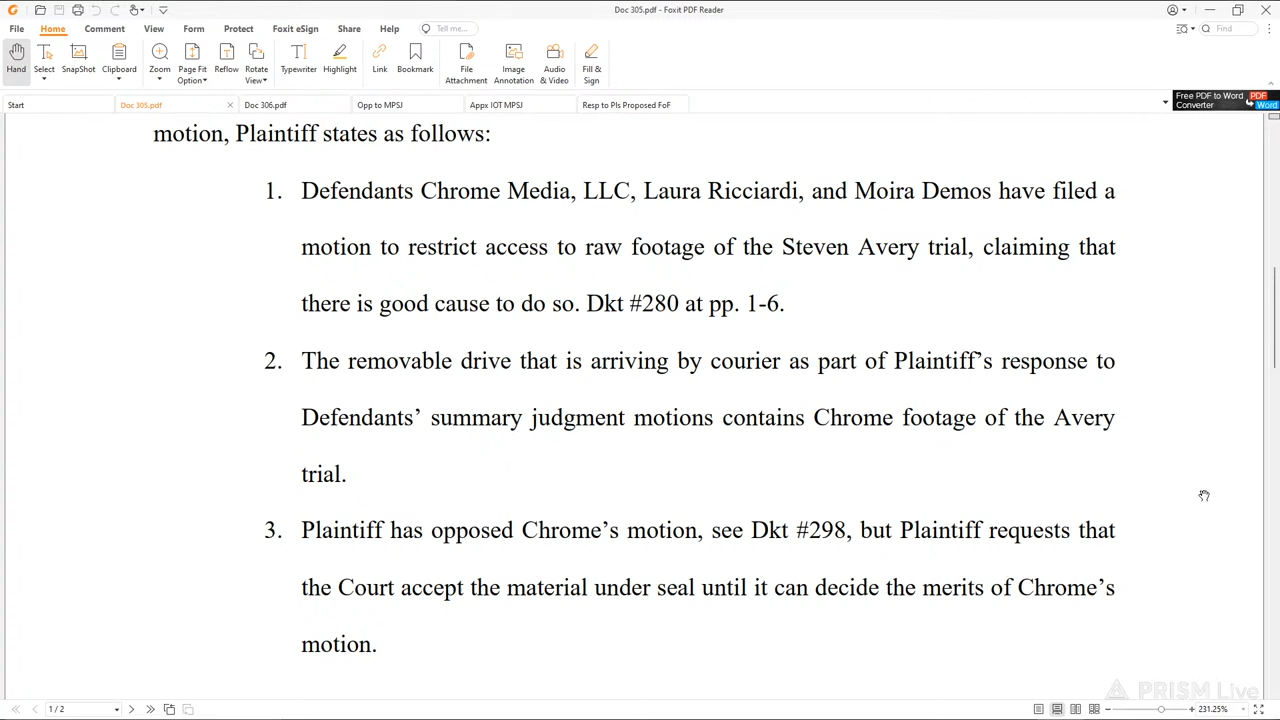 Doc 305.pdf - Foxit PDF Reader
File Home Comment View Form Protect Foxit eSign Share Help Tell me... Find
Hand Select SnapShot Clipboard Zoom Page Fit Option Reflow Rotate View Typewriter Highlight Link Bookmark File Attachment Image Annotation Audio & Video Fill & Sign
Start Doc 305.pdf Doc 306.pdf Opp to MPSJ Appx IOT MPSJ Resp to Pls Proposed FoF
Free PDF to Word Converter PDF Word
motion, Plaintiff states as follows:
1. Defendants Chrome Media, LLC, Laura Ricciardi, and Moira Demos have filed a
motion to restrict access to raw footage of the Steven Avery trial, claiming that
there is good cause to do so. Dkt #280 at pp. 1-6.
2. The removable drive that is arriving by courier as part of Plaintiff’s response to
Defendants’ summary judgment motions contains Chrome footage of the Avery
trial.
3. Plaintiff has opposed Chrome’s motion, see Dkt #298, but Plaintiff requests that
the Court accept the material under seal until it can decide the merits of Chrome’s
motion.
PRISM Live
1 / 2 231.25%